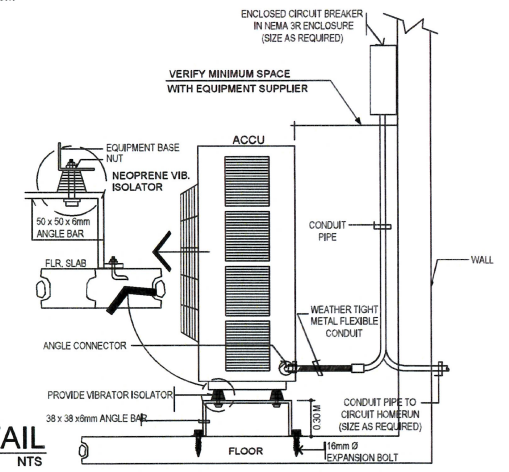 ENCLOSED CIRCUIT BREAKER
IN NEMA 3R ENCLOSURE
(SIZE AS REQUIRED)
VERIFY MINIMUM SPACE
WITH EQUIPMENT SUPPLIER
ACCU
EQUIPMENT BASE
NUT
NEOPRENE VIB.
ISOLATOR
50 x 50 x 6mm
ANGLE BAR
FLR. SLAB
CONDUIT
PIPE
WALL
WEATHER TIGHT
METAL FLEXIBLE
CONDUIT
ANGLE CONNECTOR
PROVIDE VIBRATOR ISOLATOR
38 x 38 x6mm ANGLE BAR
0.30 M
CONDUIT PIPE TO
CIRCUIT HOMERUN
(SIZE AS REQUIRED)
FLOOR
16mm Ø
EXPANSION BOLT
NTS